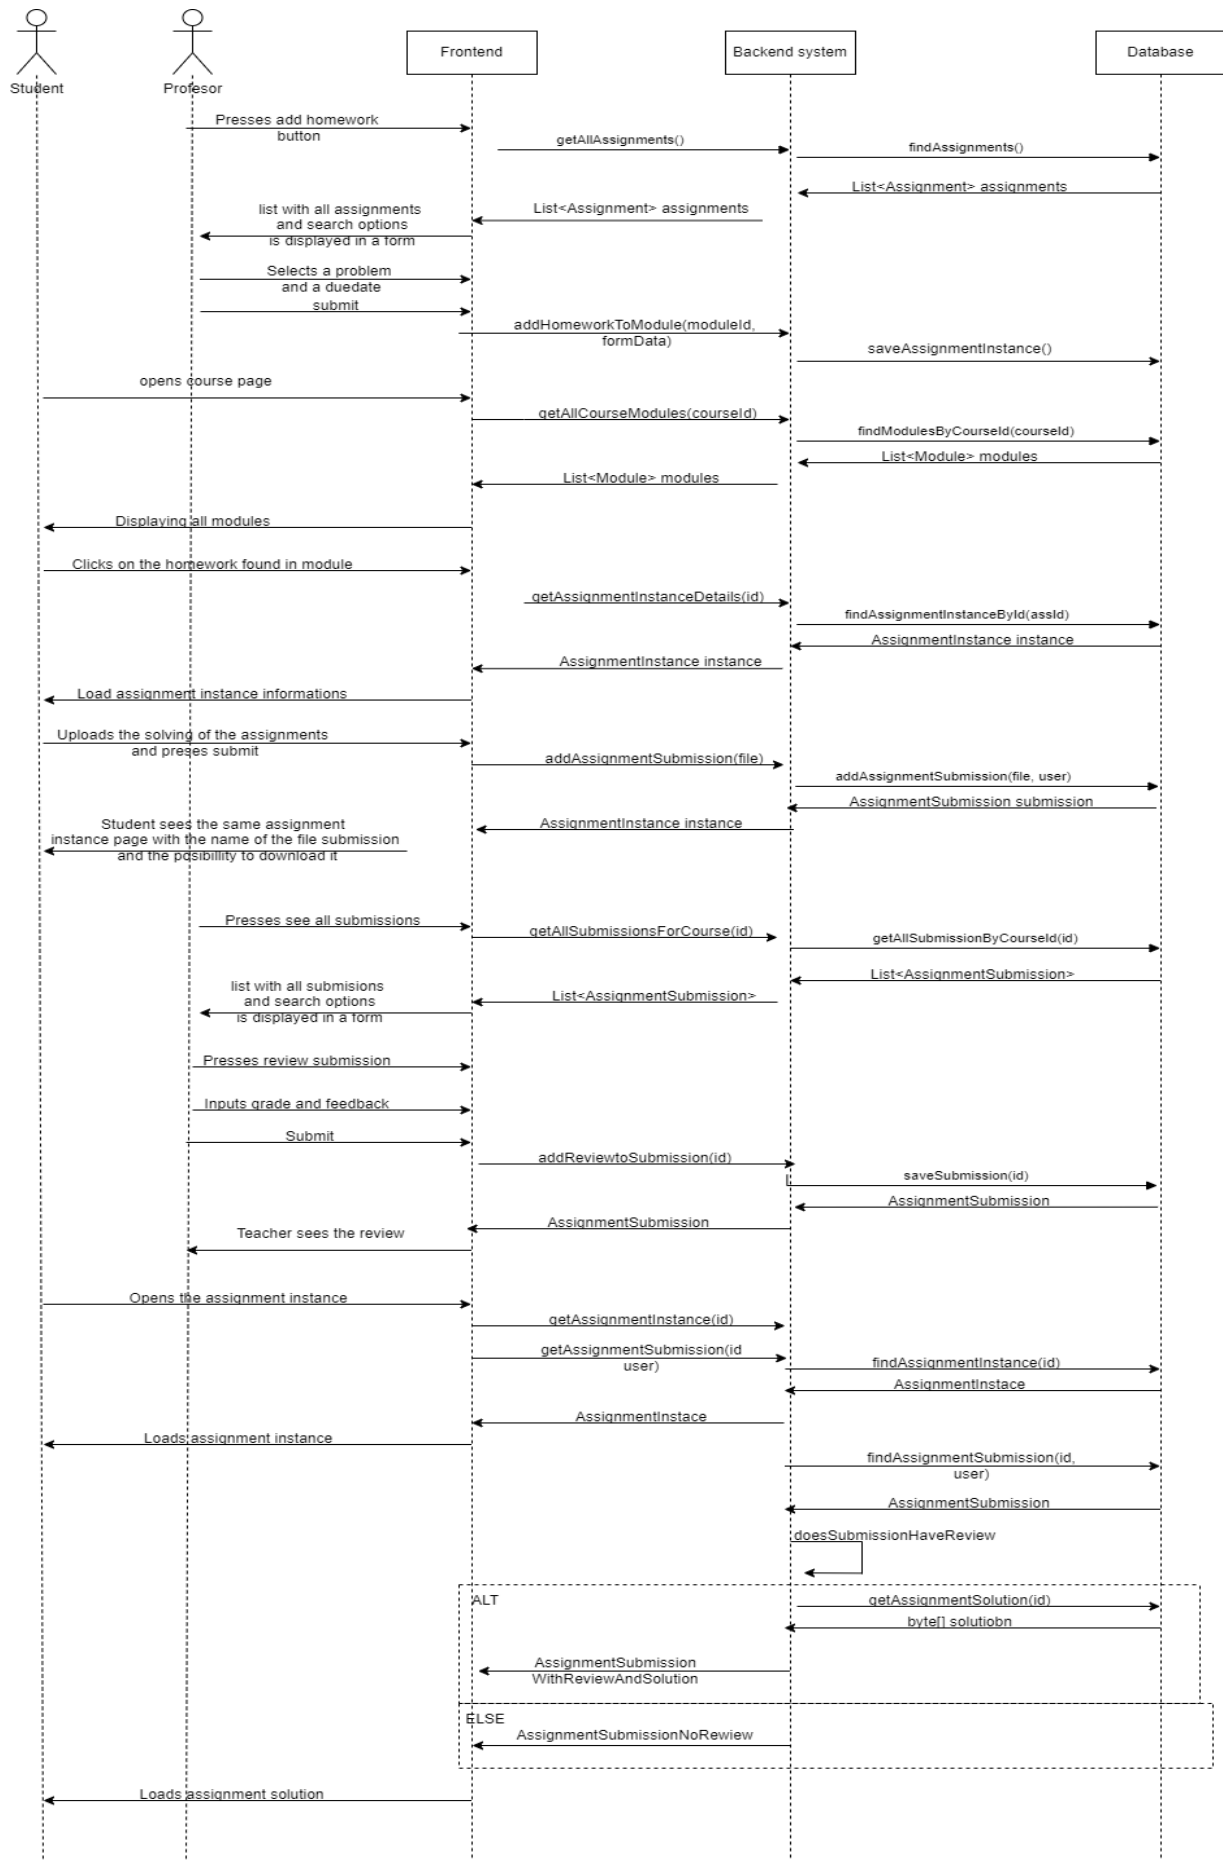 Student
Profesor
Frontend
Backend system
Database
Presses add homework
button
getAllAssignments()
findAssignments()
List<Assignment> assignments
List<Assignment> assignments
list with all assignments
and search options
is displayed in a form
Selects a problem
and a duedate
submit
addHomeworkToModule(moduleId,
formData)
saveAssignmentInstance()
opens course page
getAllCourseModules(courseId)
findModulesByCourseId(courseId)
List<Module> modules
List<Module> modules
Displaying all modules
Clicks on the homework found in module
getAssignmentInstanceDetails(id)
findAssignmentInstanceById(assId)
AssignmentInstance instance
AssignmentInstance instance
Load assignment instance informations
Uploads the solving of the assignments
and preses submit
addAssignmentSubmission(file)
addAssignmentSubmission(file, user)
AssignmentSubmission submission
AssignmentInstance instance
Student sees the same assignment
instance page with the name of the file submission
and the posibillity to download it
Presses see all submissions
getAllSubmissionsForCourse(id)
getAllSubmissionByCourseId(id)
List<AssignmentSubmission>
List<AssignmentSubmission>
list with all submisions
and search options
is displayed in a form
Presses review submission
Inputs grade and feedback
Submit
addReviewtoSubmission(id)
saveSubmission(id)
AssignmentSubmission
AssignmentSubmission
Teacher sees the review
Opens the assignment instance
getAssignmentInstance(id)
getAssignmentSubmission(id
user)
findAssignmentInstance(id)
AssignmentInstace
AssignmentInstace
Loads assignment instance
findAssignmentSubmission(id,
user)
AssignmentSubmission
doesSubmissionHaveReview
ALT
getAssignmentSolution(id)
byte[] solutiobn
AssignmentSubmission
WithReviewAndSolution
ELSE
AssignmentSubmissionNoRewiew
Loads assignment solution